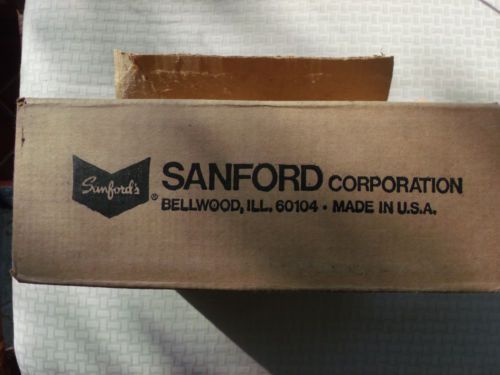 Sanford's ®
SANFORD CORPORATION
BELLWOOD, ILL. 60104 • MADE IN U.S.A.